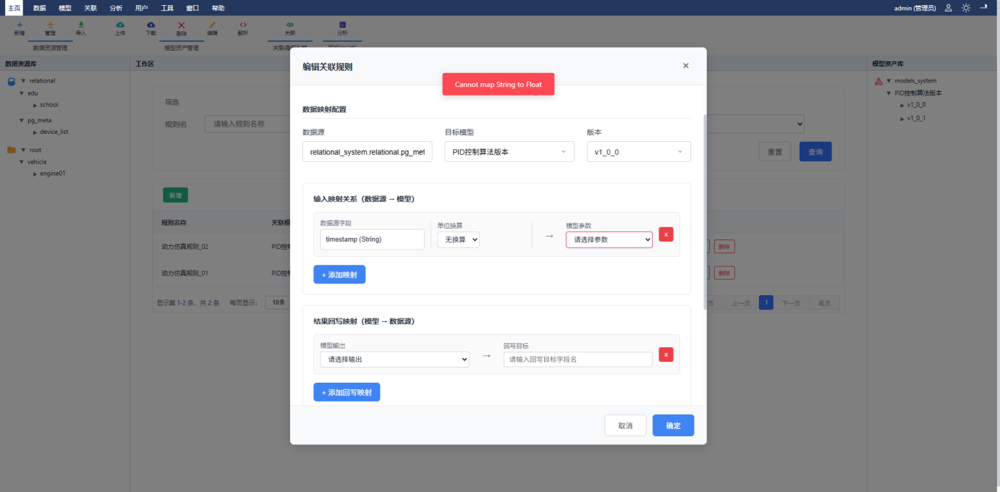 主页 数据 模型 关联 分析 用户 工具 窗口 帮助 admin (管理员)
新增 管理 导入 上传 下载 删除 编辑 解析 关联 分析
数据资源管理 模型资产管理
数据资源库 工作区 模型资产库
编辑关联规则 ×
Cannot map String to Float
▼ relational
▼ edu
▶ school
▼ pg_meta
▶ device_list
▼ root
▼ vehicle
▶ engine01
筛选
规则名 请输入规则名称
重置 查询
新增
规则名称 关联模
动力仿真规则_02 PID控制 删除
动力仿真规则_01 PID控制 删除
显示第 1-2 条，共 2 条 每页显示： 10条 页 上一页 1 下一页 尾页
数据映射配置
数据源 目标模型 版本
relational_system.relational.pg_met PID控制算法版本 v1_0_0
输入映射关系（数据源 → 模型）
数据源字段 单位换算 模型参数
timestamp (String) 无换算 → 请选择参数 x
+ 添加映射
结果回写映射（模型 → 数据源）
模型输出 回写目标
请选择输出 → 请输入回写目标字段名 x
+ 添加回写映射
取消 确定
▼ models_system
▼ PID控制算法版本
▶ v1_0_0
▶ v1_0_1